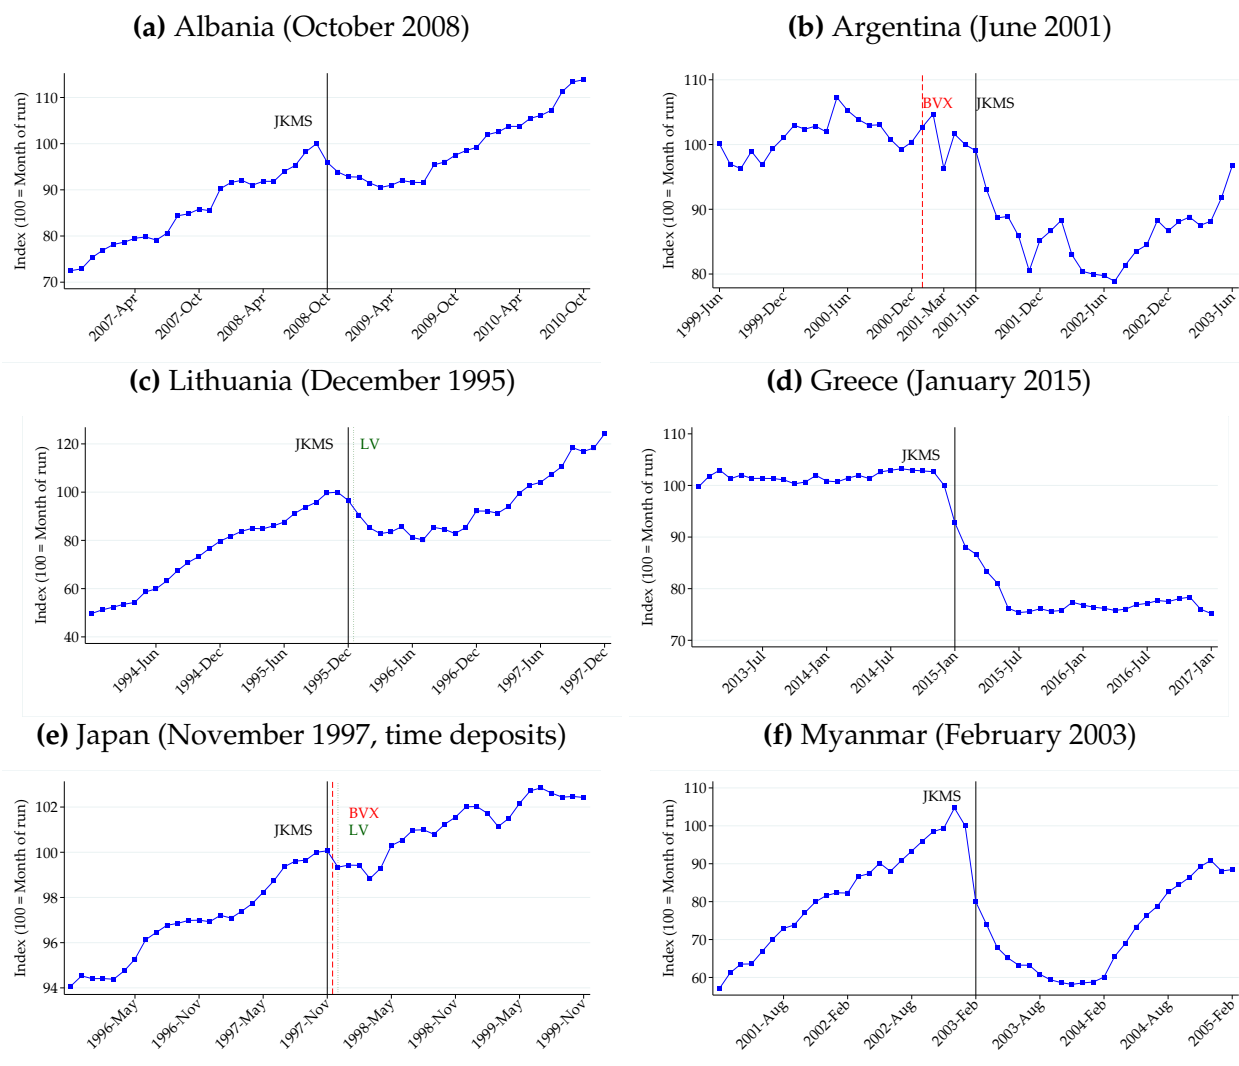 (a) Albania (October 2008)
Index (100 = Month of run)
110
100
90
80
70
JKMS
2007-Apr
2007-Oct
2008-Apr
2008-Oct
2009-Apr
2009-Oct
2010-Apr
2010-Oct
(b) Argentina (June 2001)
Index (100 = Month of run)
110
100
90
80
BVX
JKMS
1999-Jun
1999-Dec
2000-Jun
2000-Dec
2001-Mar
2001-Jun
2001-Dec
2002-Jun
2002-Dec
2003-Jun
(c) Lithuania (December 1995)
Index (100 = Month of run)
120
100
80
60
40
JKMS
LV
1994-Jun
1994-Dec
1995-Jun
1995-Dec
1996-Jun
1996-Dec
1997-Jun
1997-Dec
(d) Greece (January 2015)
Index (100 = Month of run)
110
100
90
80
70
JKMS
2013-Jul
2014-Jan
2014-Jul
2015-Jan
2015-Jul
2016-Jan
2016-Jul
2017-Jan
(e) Japan (November 1997, time deposits)
Index (100 = Month of run)
102
100
98
96
94
JKMS
BVX
LV
1996-May
1996-Nov
1997-May
1997-Nov
1998-May
1998-Nov
1999-May
1999-Nov
(f) Myanmar (February 2003)
Index (100 = Month of run)
110
100
90
80
70
60
JKMS
2001-Aug
2002-Feb
2002-Aug
2003-Feb
2003-Aug
2004-Feb
2004-Aug
2005-Feb